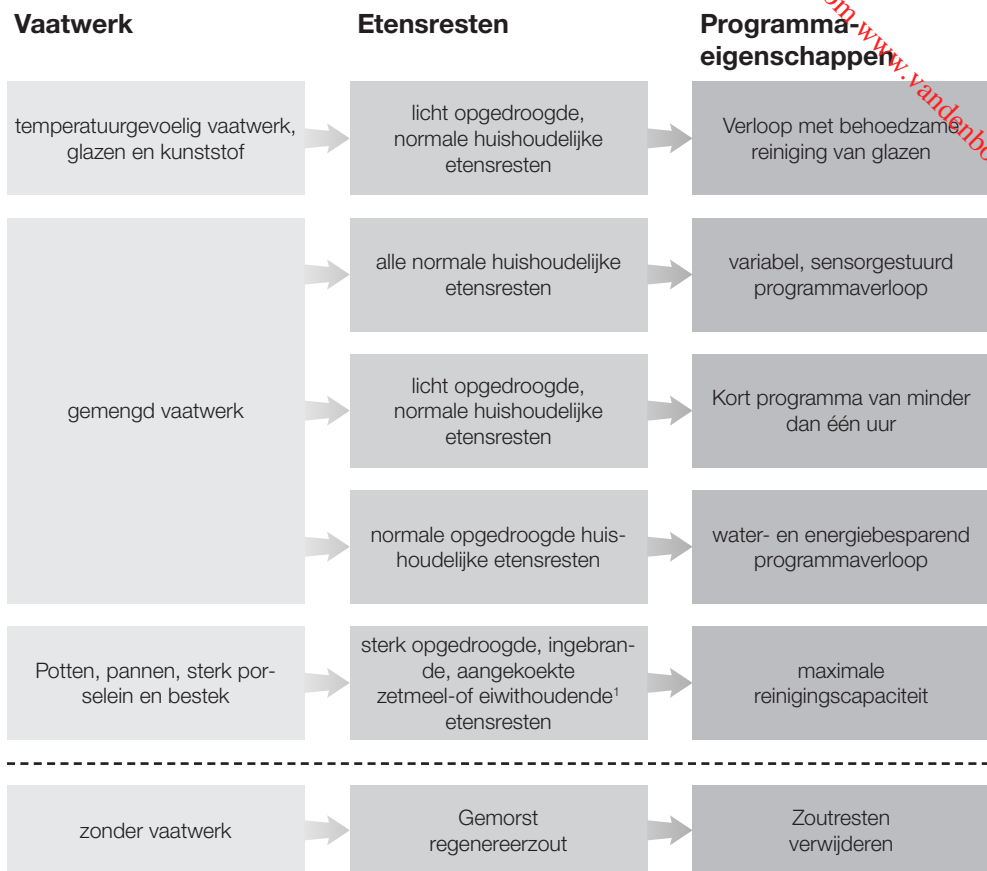 Vaatwerk
Etensresten
Programma-
eigenschappen
temperatuurgevoelig vaatwerk,
glazen en kunststof
licht opgedroogde,
normale huishoudelijke
etensresten
Verloop met behoedzame
reiniging van glazen
gemengd vaatwerk
alle normale huishoudelijke
etensresten
variabel, sensorgestuurd
programmaverloop
licht opgedroogde,
normale huishoudelijke
etensresten
Kort programma van minder
dan één uur
normale opgedroogde huis-
houdelijke etensresten
water- en energiebesparend
programmaverloop
Potten, pannen, sterk por-
selein en bestek
sterk opgedroogde, ingebran-
de, aangekoekte
zetmeel-of eiwithoudende¹
etensresten
maximale
reinigingscapaciteit
zonder vaatwerk
Gemorst
regenereerzout
Zoutresten
verwijderen
www.vandenbo